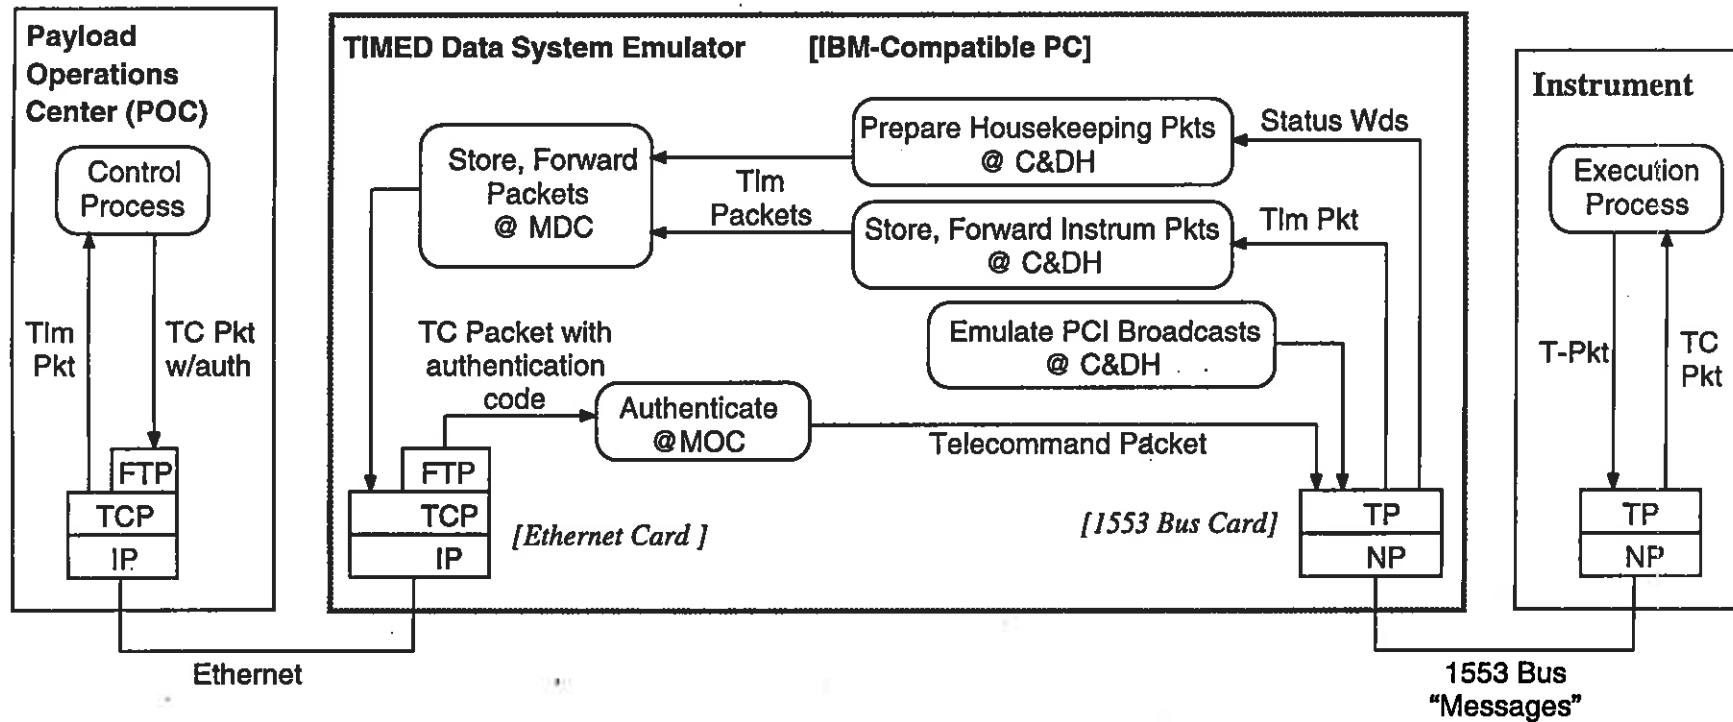 Payload
Operations
Center (POC)
Control
Process
Tlm
Pkt
TC Pkt
w/auth
FTP
TCP
IP
Ethernet
TIMED Data System Emulator [IBM-Compatible PC]
Store, Forward
Packets
@ MDC
Prepare Housekeeping Pkts
@ C&DH
Status Wds
Tlm
Packets
Store, Forward Instrum Pkts
@ C&DH
Tlm Pkt
Emulate PCI Broadcasts
@ C&DH
TC Packet with
authentication
code
Authenticate
@MOC
Telecommand Packet
FTP
TCP
IP
[Ethernet Card ]
[1553 Bus Card]
TP
NP
Instrument
Execution
Process
T-Pkt
TC
Pkt
TP
NP
1553 Bus
“Messages”